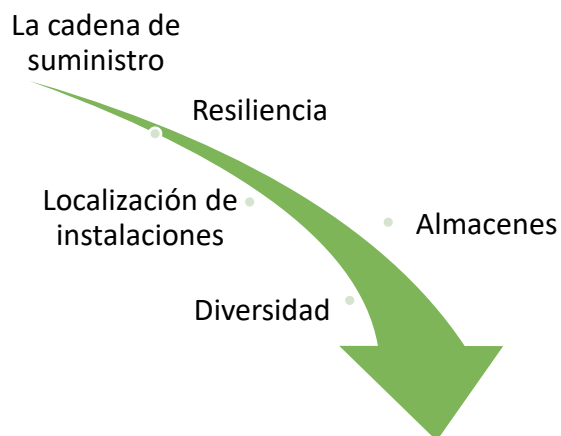 La cadena de
suministro
Resiliencia
Localización de
instalaciones
Almacenes
Diversidad